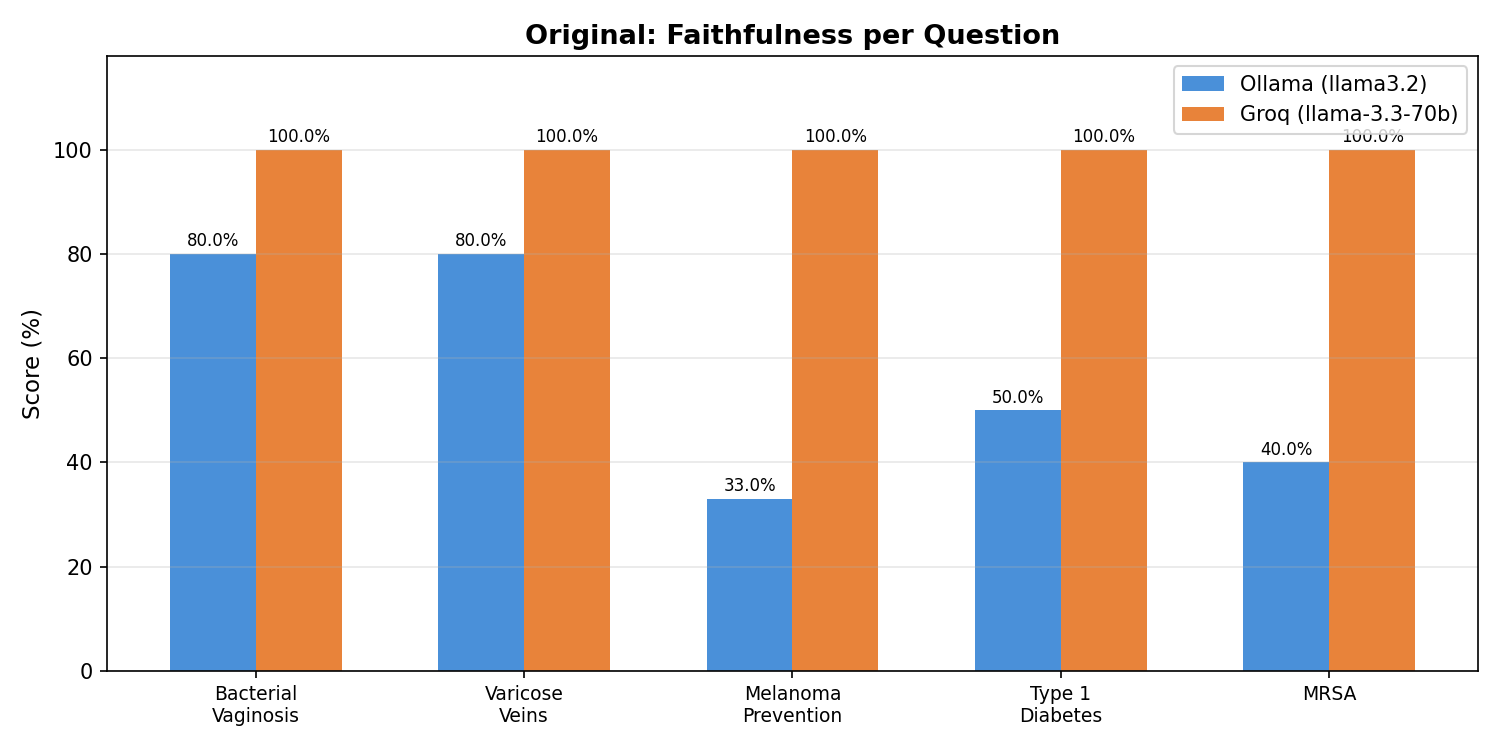 Original: Faithfulness per Question
Ollama (llama3.2)
Groq (llama-3.3-70b)
100.0% 100.0% 100.0% 100.0% 100.0%
100
80.0% 80.0%
80
60
50.0%
40.0%
40
33.0%
20
0
Score (%)
Bacterial
Vaginosis
Varicose
Veins
Melanoma
Prevention
Type 1
Diabetes
MRSA